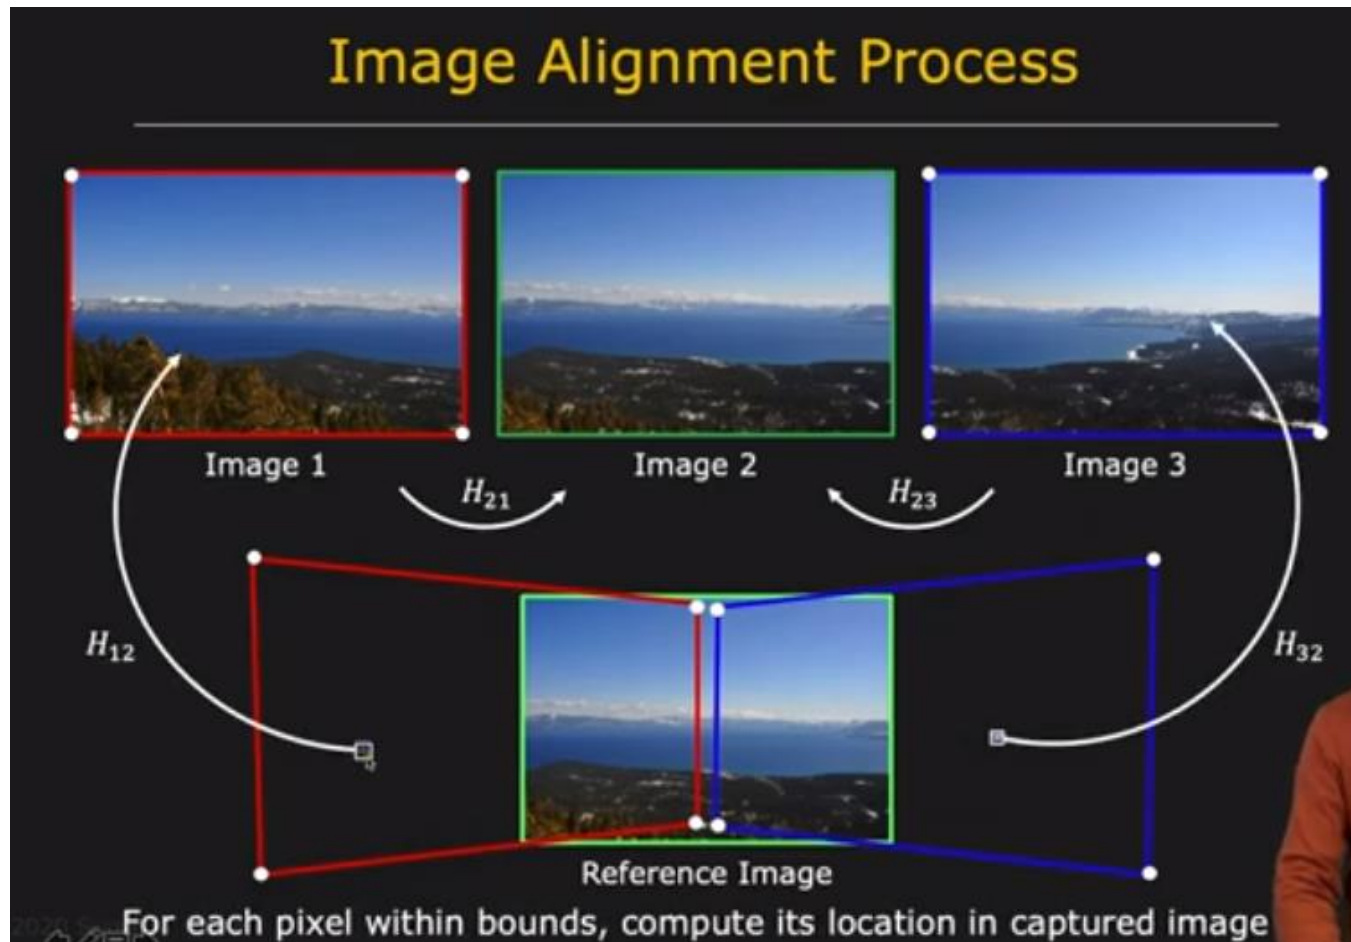 Image Alignment Process
Image 1
Image 2
Image 3
H₂₁
H₂₃
H₁₂
H₃₂
Reference Image
For each pixel within bounds, compute its location in captured image